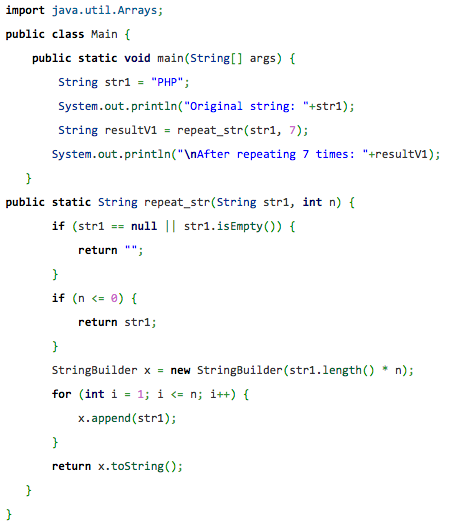 import java.util.Arrays;
public class Main {
    public static void main(String[] args) {
        String str1 = "PHP";
        System.out.println("Original string: "+str1);
        String resultV1 = repeat_str(str1, 7);
       System.out.println("\nAfter repeating 7 times: "+resultV1);
   }
public static String repeat_str(String str1, int n) {
       if (str1 == null || str1.isEmpty()) {
           return "";
       }
       if (n <= 0) {
           return str1;
       }
       StringBuilder x = new StringBuilder(str1.length() * n);
       for (int i = 1; i <= n; i++) {
           x.append(str1);
       }
       return x.toString();
   }
}